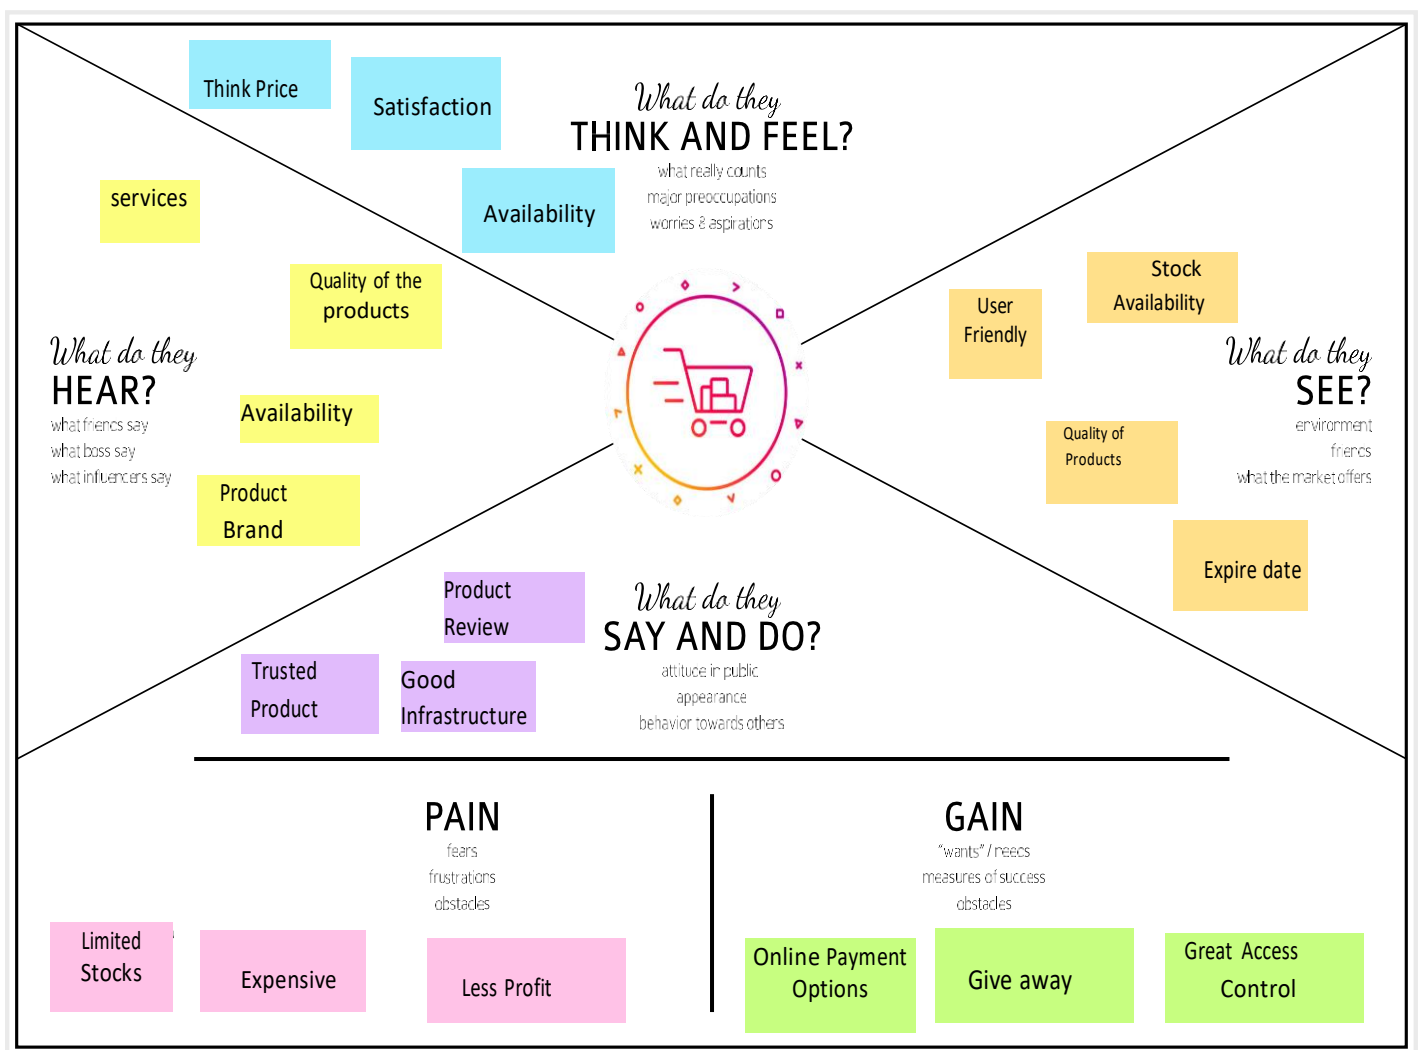 Think Price
Satisfaction
Availability
What do they
THINK AND FEEL?
what really counts
major preoccupations
worries & aspirations
services
Quality of the
products
What do they
HEAR?
what friends say
what boss say
what influencers say
Availability
Product
Brand
User
Friendly
Stock
Availability
What do they
SEE?
environment
friends
what the market offers
Quality of
Products
Expire date
Product
Review
Trusted
Product
Good
Infrastructure
What do they
SAY AND DO?
attitude in public
appearance
behavior towards others
PAIN
fears
frustrations
obstacles
Limited
Stocks
Expensive
Less Profit
GAIN
"wants" / needs
measures of success
obstacles
Online Payment
Options
Give away
Great Access
Control